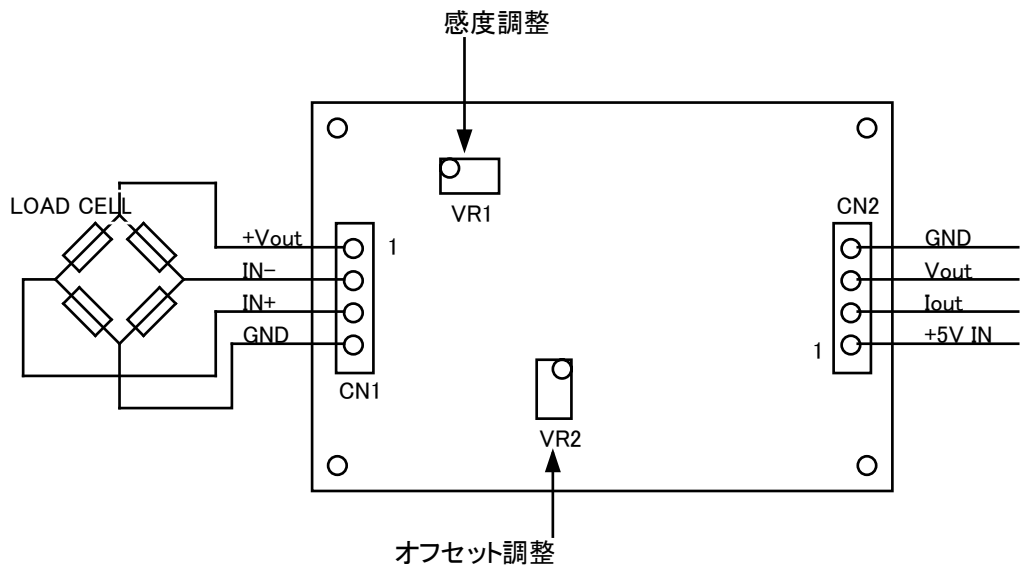 感度調整
VR1
LOAD CELL
+Vout
IN-
IN+
GND
1
CN1
CN2
GND
Vout
Iout
+5V IN
1
VR2
オフセット調整